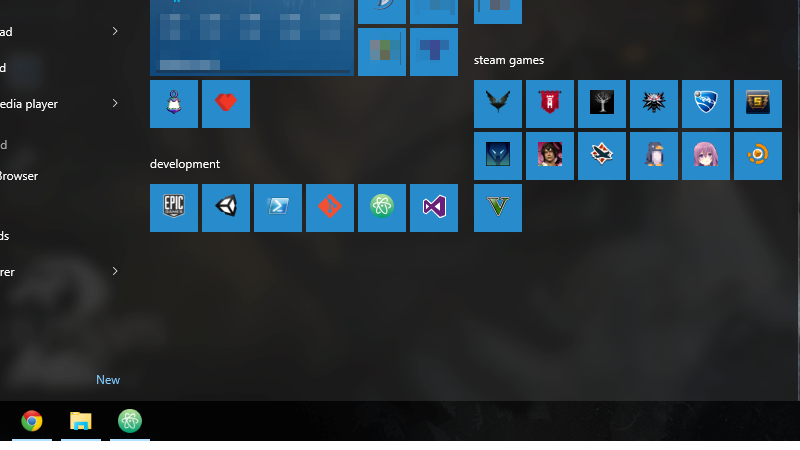 ad
steam games
d
edia player
d
development
Browser
EPIC
GAMES
ds
rer
New